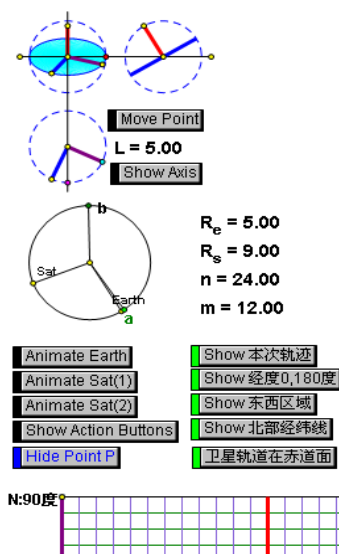 Move Point
L = 5.00
Show Axis
b
Sat
Earth
a
Re = 5.00
Rs = 9.00
n = 24.00
m = 12.00
Animate Earth
Animate Sat(1)
Animate Sat(2)
Show Action Buttons
Hide Point P
Show 本次轨迹
Show 经度0,180度
Show 东西区域
Show 北部经纬线
卫星轨道在赤道面
N:90度